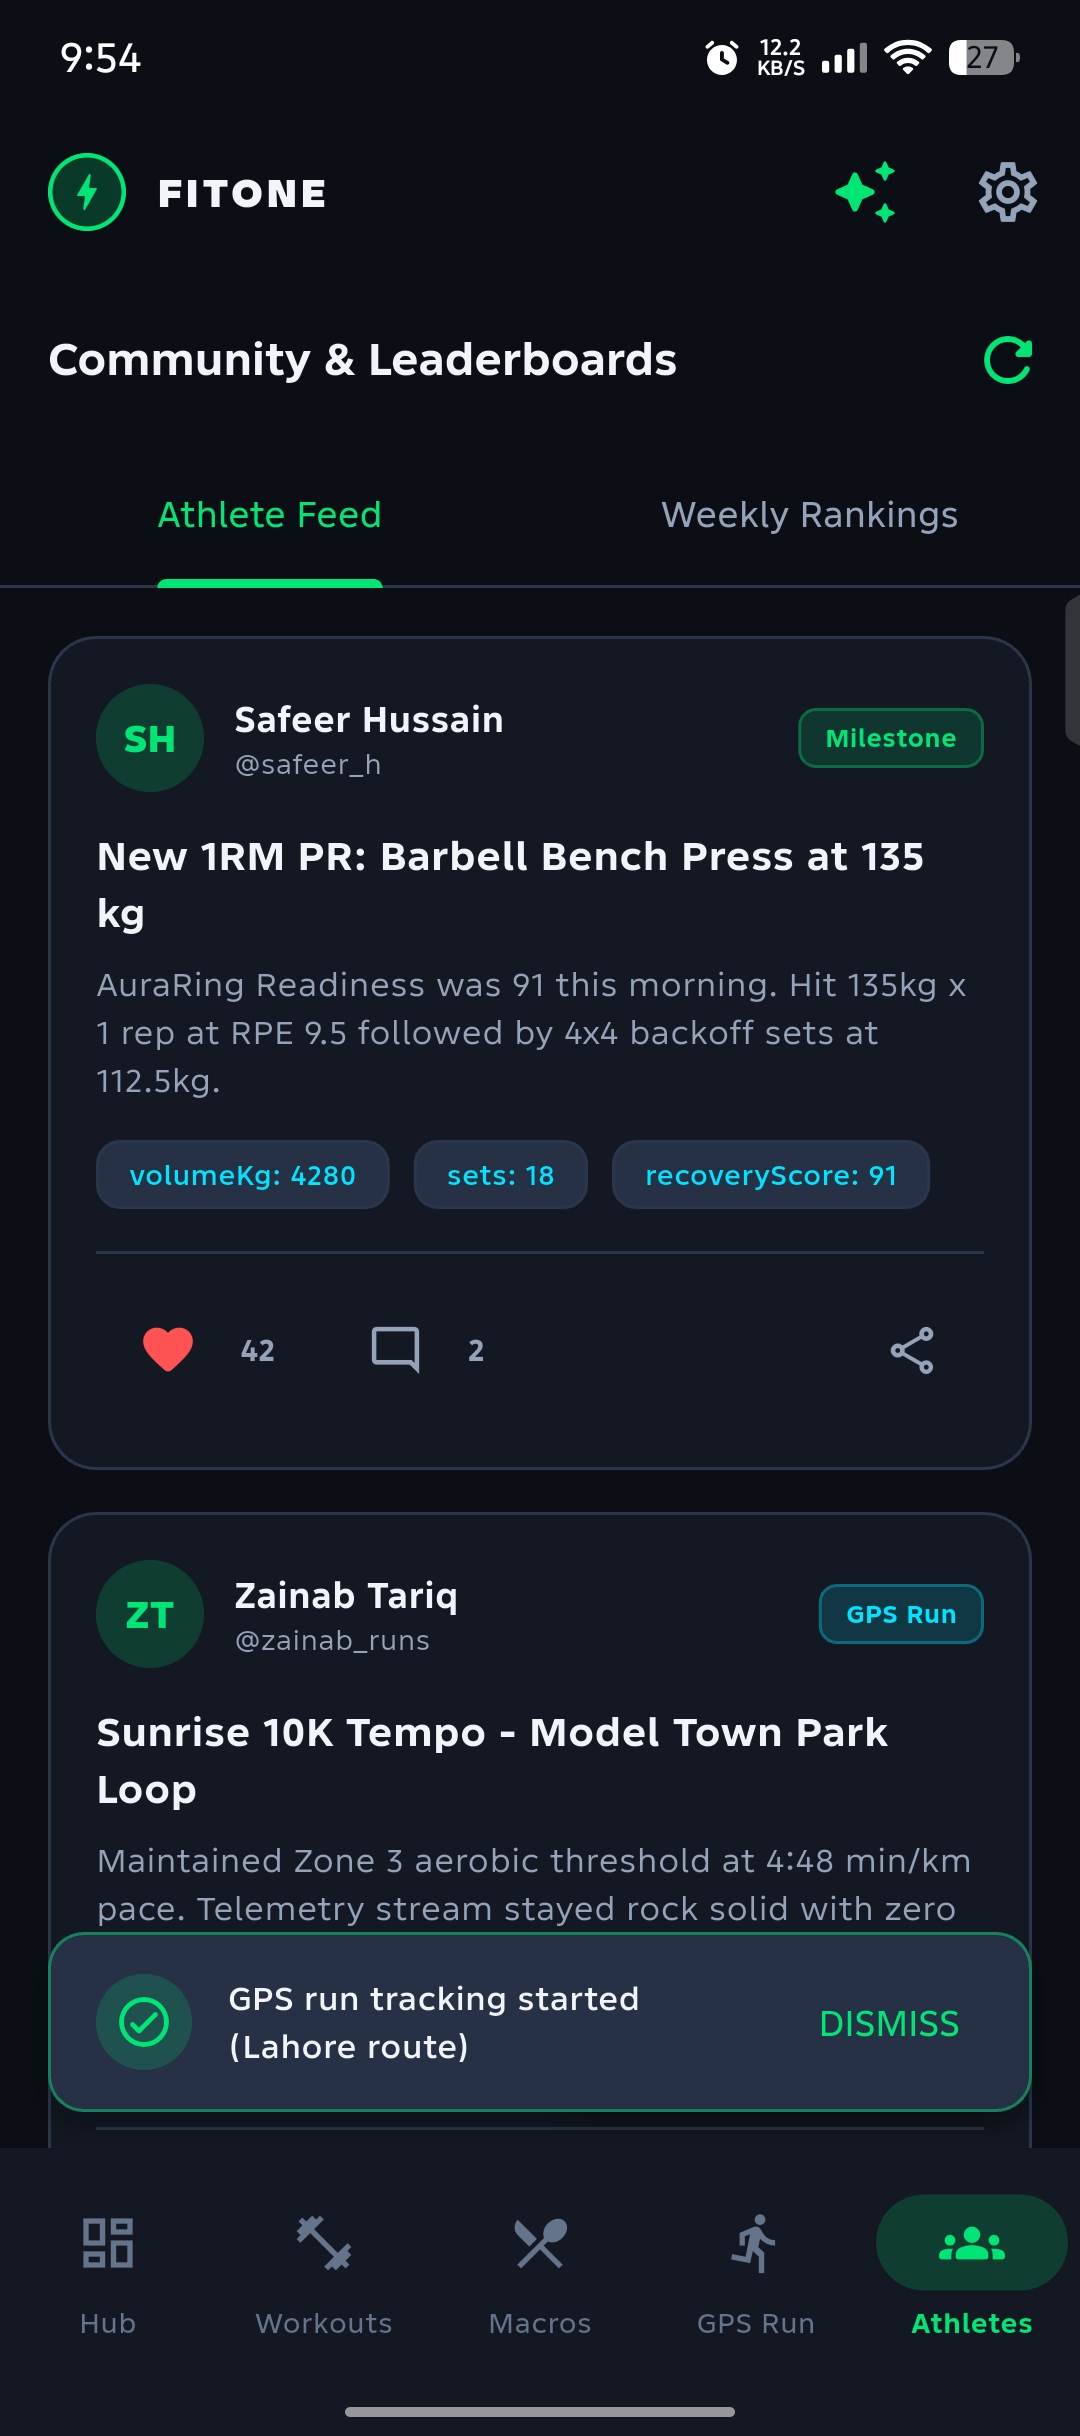 9:54
12.2
KB/S
27
FITONE
Community & Leaderboards
Athlete Feed
Weekly Rankings
SH
Safeer Hussain
@safeer_h
Milestone
New 1RM PR: Barbell Bench Press at 135
kg
AuraRing Readiness was 91 this morning. Hit 135kg x
1 rep at RPE 9.5 followed by 4x4 backoff sets at
112.5kg.
volumeKg: 4280
sets: 18
recoveryScore: 91
42
2
ZT
Zainab Tariq
@zainab_runs
GPS Run
Sunrise 10K Tempo - Model Town Park
Loop
Maintained Zone 3 aerobic threshold at 4:48 min/km
pace. Telemetry stream stayed rock solid with zero
GPS run tracking started
(Lahore route)
DISMISS
Hub
Workouts
Macros
GPS Run
Athletes